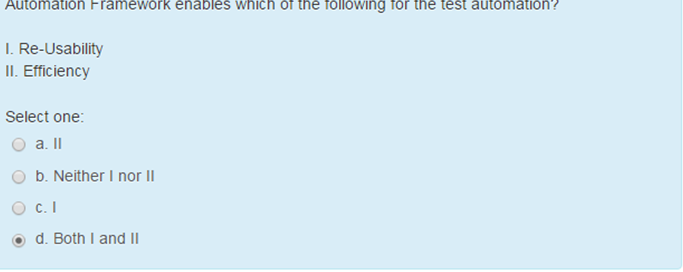 Automation Framework enables which of the following for the test automation?
I. Re-Usability
II. Efficiency
Select one:
a. II
b. Neither I nor II
c. I
d. Both I and II